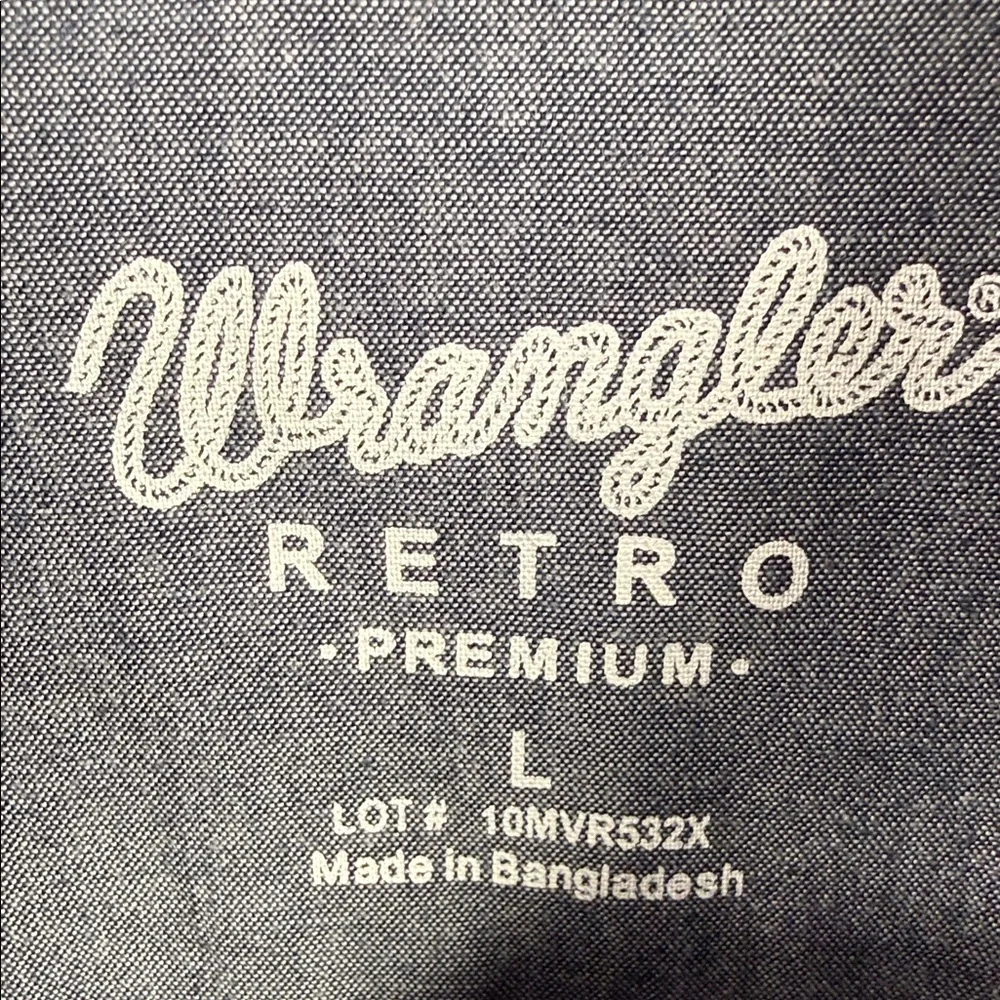 Wrangler®
RETRO
·PREMIUM·
L
LOT # 10MVR532X
Made in Bangladesh